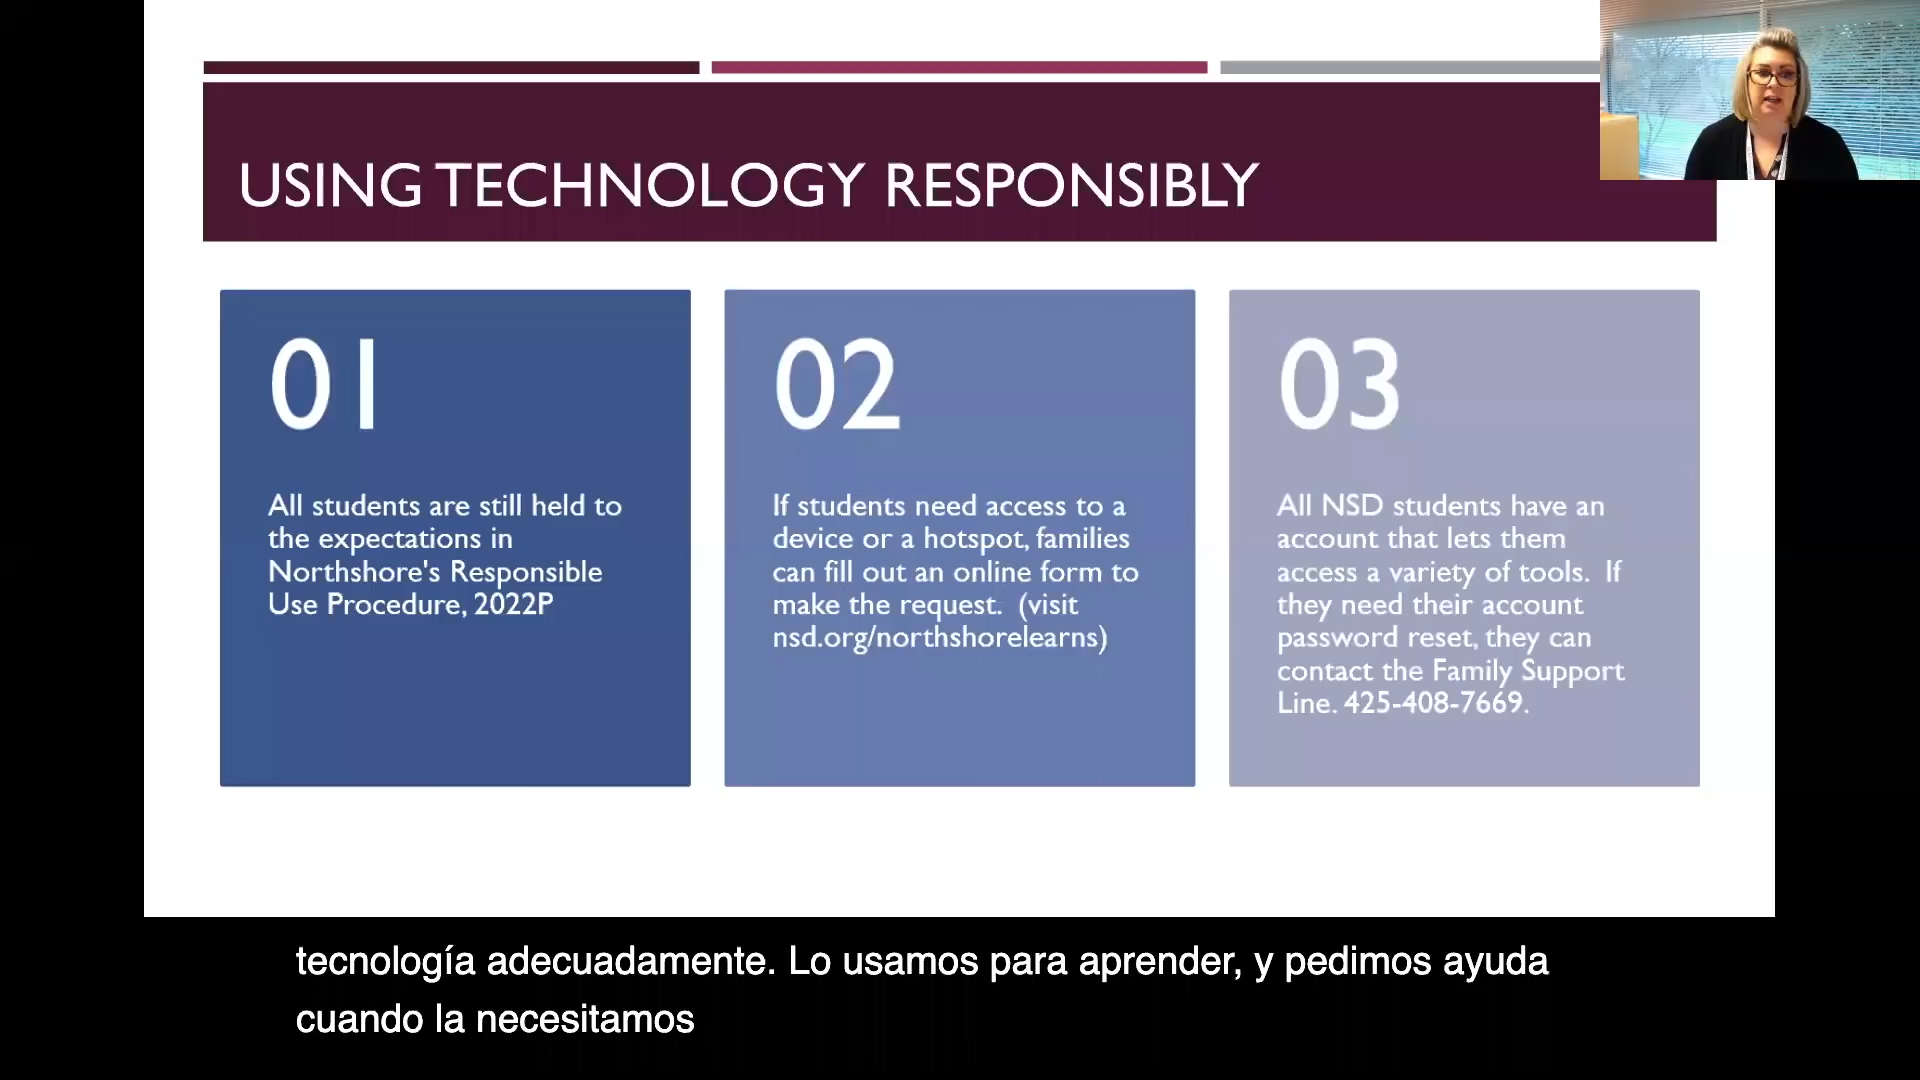 USING TECHNOLOGY RESPONSIBLY
01
All students are still held to
the expectations in
Northshore's Responsible
Use Procedure, 2022P
02
If students need access to a
device or a hotspot, families
can fill out an online form to
make the request.  (visit
nsd.org/northshorelearns)
03
All NSD students have an
account that lets them
access a variety of tools.  If
they need their account
password reset, they can
contact the Family Support
Line. 425-408-7669.
tecnología adecuadamente. Lo usamos para aprender, y pedimos ayuda
cuando la necesitamos